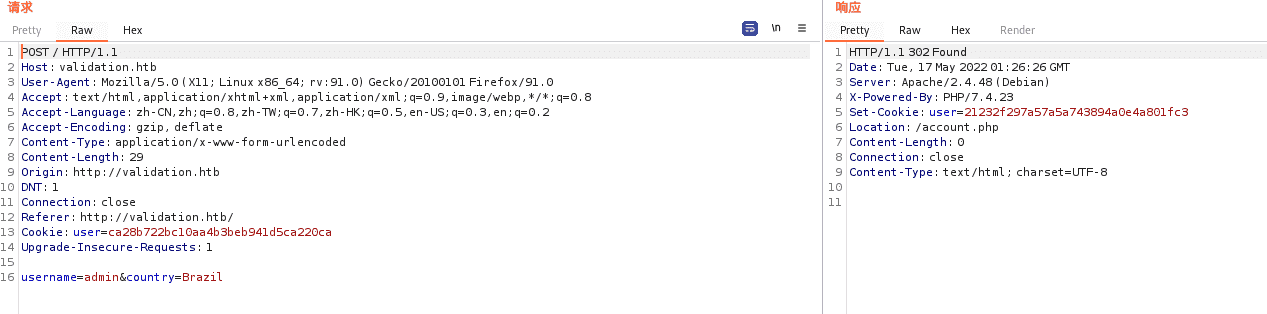 请求
Pretty Raw Hex \n
1 POST / HTTP/1.1
2 Host: validation.htb
3 User-Agent: Mozilla/5.0 (X11; Linux x86_64; rv:91.0) Gecko/20100101 Firefox/91.0
4 Accept: text/html,application/xhtml+xml,application/xml;q=0.9,image/webp,*/*;q=0.8
5 Accept-Language: zh-CN,zh;q=0.8,zh-TW;q=0.7,zh-HK;q=0.5,en-US;q=0.3,en;q=0.2
6 Accept-Encoding: gzip, deflate
7 Content-Type: application/x-www-form-urlencoded
8 Content-Length: 29
9 Origin: http://validation.htb
10 DNT: 1
11 Connection: close
12 Referer: http://validation.htb/
13 Cookie: user=ca28b722bc10aa4b3beb941d5ca220ca
14 Upgrade-Insecure-Requests: 1
15
16 username=admin&country=Brazil
响应
Pretty Raw Hex Render
1 HTTP/1.1 302 Found
2 Date: Tue, 17 May 2022 01:26:26 GMT
3 Server: Apache/2.4.48 (Debian)
4 X-Powered-By: PHP/7.4.23
5 Set-Cookie: user=21232f297a57a5a743894a0e4a801fc3
6 Location: /account.php
7 Content-Length: 0
8 Connection: close
9 Content-Type: text/html; charset=UTF-8
10
11